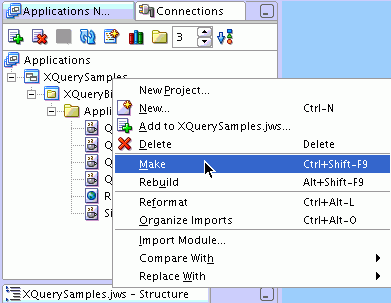 Applications N...
Connections
3
Applications
XQuerySamples
XQueryBi
Applic
New Project...
New... Ctrl-N
Add to XQuerySamples.jws...
Delete Delete
Make Ctrl+Shift-F9
Rebuild Alt+Shift-F9
Reformat Ctrl+Alt-L
Organize Imports Ctrl+Alt-O
Import Module...
Compare With
Replace With
Q
Q
Q
Q
R
Si
XQuerySamples.jws - Structure